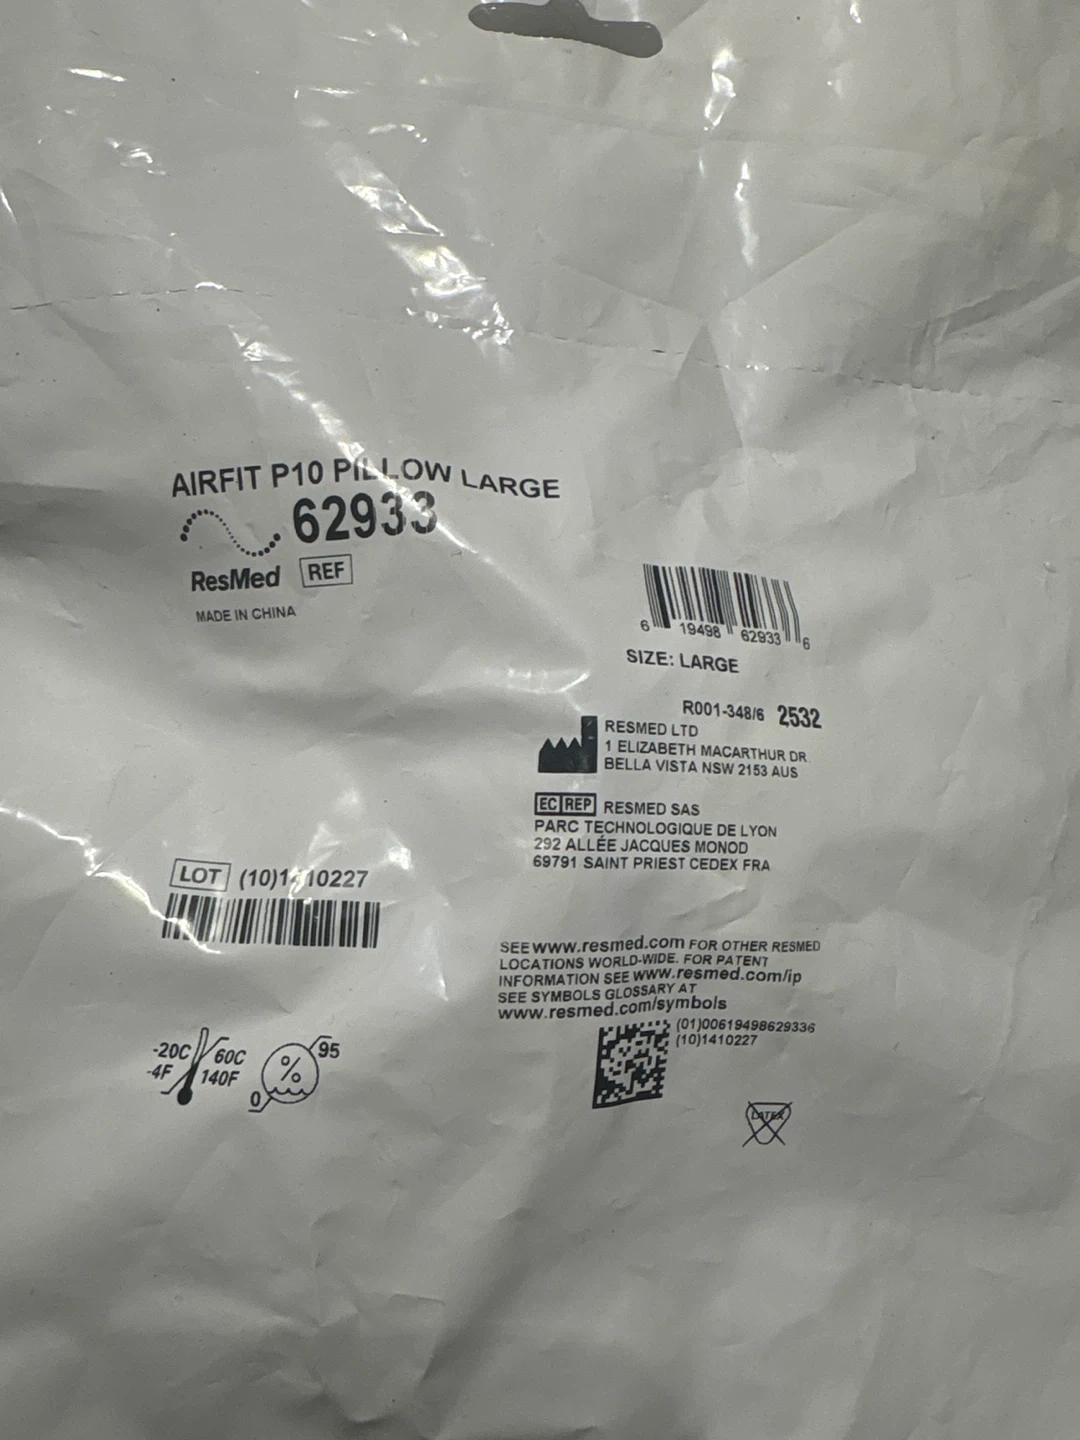 AIRFIT P10 PILLOW LARGE
62933
ResMed REF
MADE IN CHINA
6 19498 62933 6
SIZE: LARGE
R001-348/6 2532
RESMED LTD
1 ELIZABETH MACARTHUR DR.
BELLA VISTA NSW 2153 AUS
EC REP RESMED SAS
PARC TECHNOLOGIQUE DE LYON
292 ALLÉE JACQUES MONOD
69791 SAINT PRIEST CEDEX FRA
LOT (10)1410227
SEE www.resmed.com FOR OTHER RESMED
LOCATIONS WORLD-WIDE. FOR PATENT
INFORMATION SEE www.resmed.com/ip
SEE SYMBOLS GLOSSARY AT
www.resmed.com/symbols
(01)00619498629336
(10)1410227
-20C 60C
-4F 140F
% 95
0
LATEX